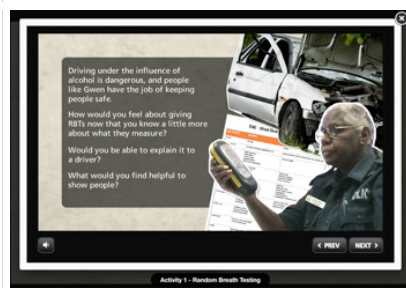 Driving under the influence of
alcohol is dangerous, and people
like Gwen have the job of keeping
people safe.
How would you feel about giving
RBTs now that you know a little more
about what they measure?
Would you be able to explain it to
a driver?
What would you find helpful to
show people?
< PREV
NEXT >
Activity 1 - Random Breath Testing